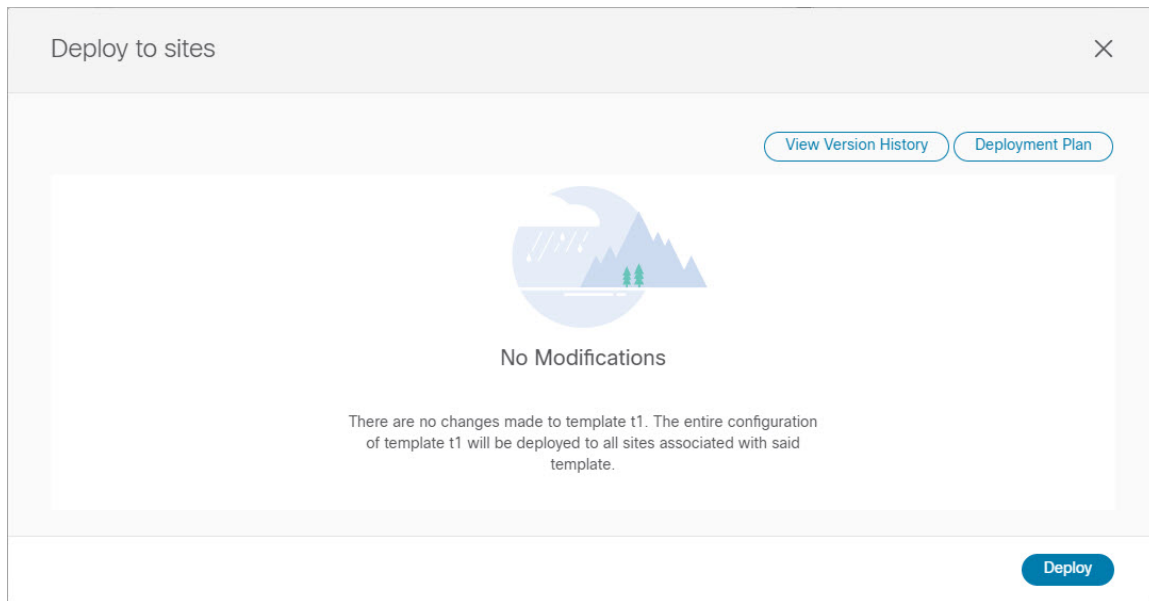 Deploy to sites
View Version History
Deployment Plan
No Modifications
There are no changes made to template t1. The entire configuration
of template t1 will be deployed to all sites associated with said
template.
Deploy